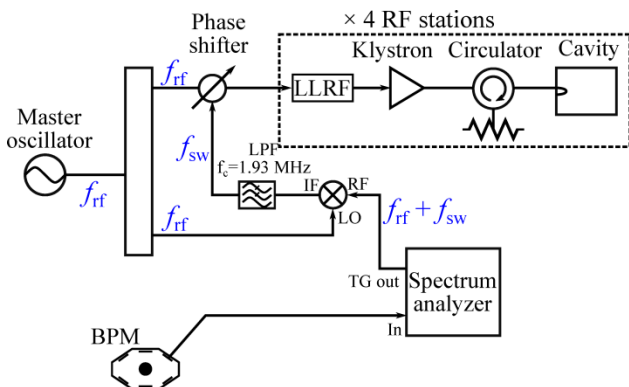 × 4 RF stations
Phase
shifter
Klystron
Circulator
Cavity
f_rf
LLRF
Master
oscillator
f_sw
LPF
f_c=1.93 MHz
IF
RF
f_rf
LO
f_rf
f_rf + f_sw
TG out
Spectrum
analyzer
In
BPM